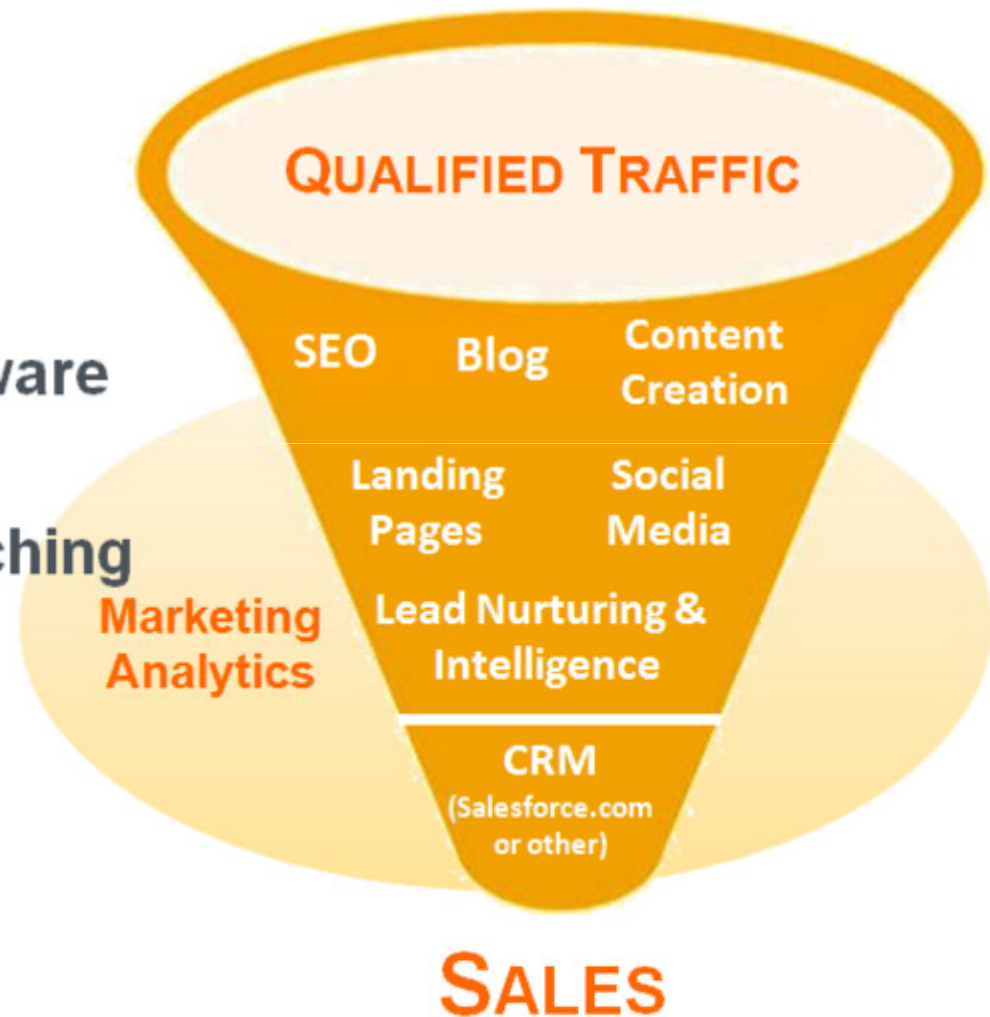 QUALIFIED TRAFFIC
SEO Blog Content
Creation
ware
Landing Social
Pages Media
ching
Marketing
Analytics
Lead Nurturing &
Intelligence
CRM
(Salesforce.com
or other)
SALES